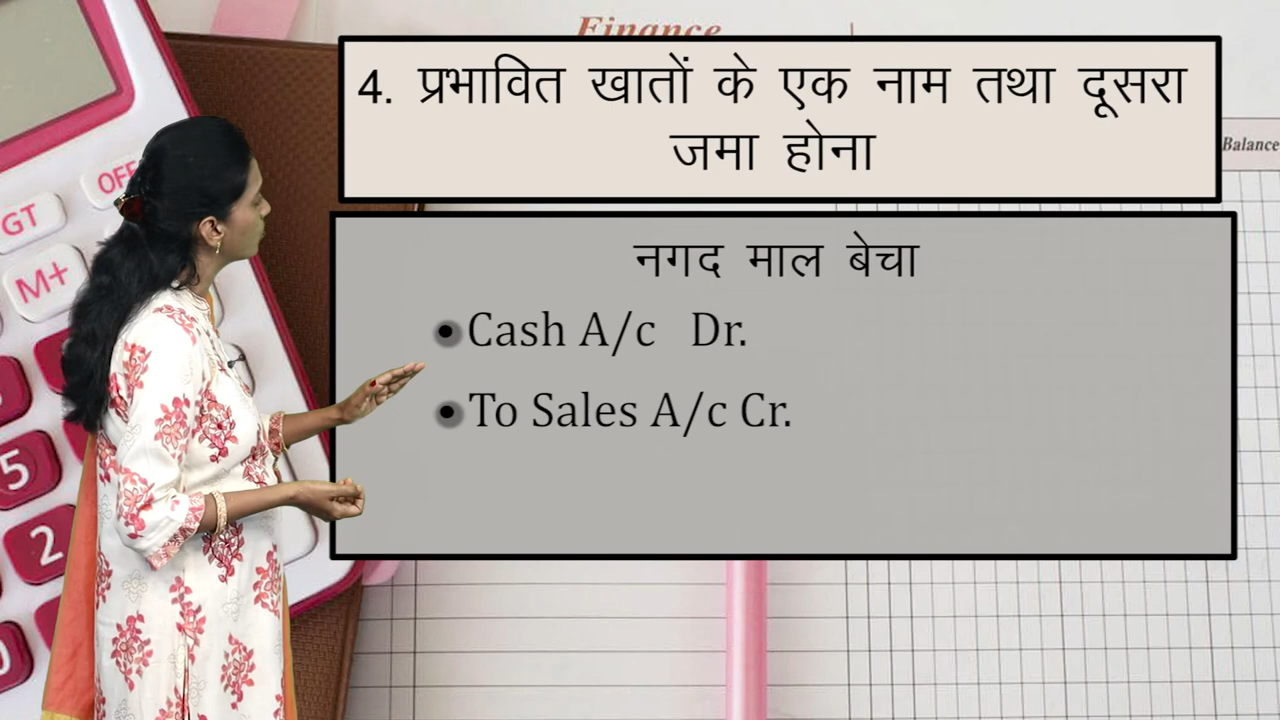 Finance
4. प्रभावित खातों के एक नाम तथा दूसरा
जमा होना
Balance
नगद माल बेचा
•Cash A/c Dr.
•To Sales A/c Cr.
OFF
GT
M+
5
2